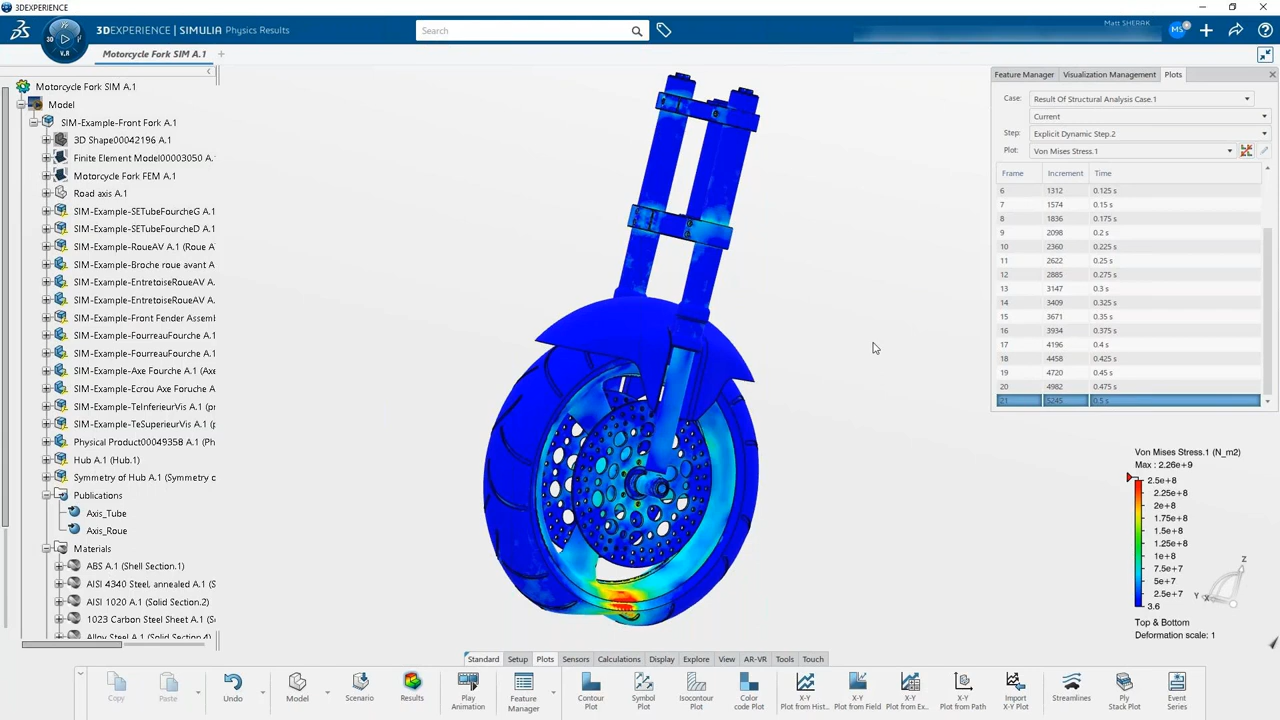 3DEXPERIENCE
3DEXPERIENCE | SIMULIA Physics Results
Search
Matt SHERAK
MS
3D
V.R
Motorcycle Fork SIM A.1
+
Motorcycle Fork SIM A.1
Model
SIM-Example-Front Fork A.1
3D Shape00042196 A.1
Finite Element Model00003050 A.
Motorcycle Fork FEM A.1
Road axis A.1
SIM-Example-SETubeFourcheG A.1
SIM-Example-SETubeFourcheD A.1
SIM-Example-RoueAV A.1 (Roue A
SIM-Example-Broche roue avant A
SIM-Example-EntretoiseRoueAV A.
SIM-Example-EntretoiseRoueAV A.
SIM-Example-Front Fender Assemb
SIM-Example-FourreauFourche A.1
SIM-Example-FourreauFourche A.1
SIM-Example-Axe Fourche A.1 (Axe
SIM-Example-Ecrou Axe Foruche A
SIM-Example-TeInferieurVis A.1 (p
SIM-Example-TeSuperieurVis A.1 (
Physical Product00049358 A.1 (Ph
Hub A.1 (Hub.1)
Symmetry of Hub A.1 (Symmetry c
Publications
Axis_Tube
Axis_Roue
Materials
ABS A.1 (Shell Section.1)
AISI 4340 Steel, annealed A.1 (S
AISI 1020 A.1 (Solid Section.2)
1023 Carbon Steel Sheet A.1 (So
Alloy Steel A.1 (Solid Section.4)
Feature Manager Visualization Management Plots
Case: Result Of Structural Analysis Case.1
Current
Step: Explicit Dynamic Step.2
Plot: Von Mises Stress.1
Frame Increment Time
6 1312 0.125 s
7 1574 0.15 s
8 1836 0.175 s
9 2098 0.2 s
10 2360 0.225 s
11 2622 0.25 s
12 2885 0.275 s
13 3147 0.3 s
14 3409 0.325 s
15 3671 0.35 s
16 3934 0.375 s
17 4196 0.4 s
18 4458 0.425 s
19 4720 0.45 s
20 4982 0.475 s
21 5245 0.5 s
Von Mises Stress.1 (N_m2)
Max : 2.26e+9
2.5e+8
2.25e+8
2e+8
1.75e+8
1.5e+8
1.25e+8
1e+8
7.5e+7
5e+7
2.5e+7
3.6
Top & Bottom
Deformation scale: 1
Z
Y
X
Standard Setup Plots Sensors Calculations Display Explore View AR-VR Tools Touch
Copy
Paste
Undo
Model
Scenario
Results
Play Animation
Feature Manager
Contour Plot
Symbol Plot
Isocontour Plot
Color code Plot
X-Y Plot from Hist...
X-Y Plot from Field
X-Y Plot from Ex...
X-Y Plot from Path
Import X-Y Plot
Streamlines
Ply Stack Plot
Event Series